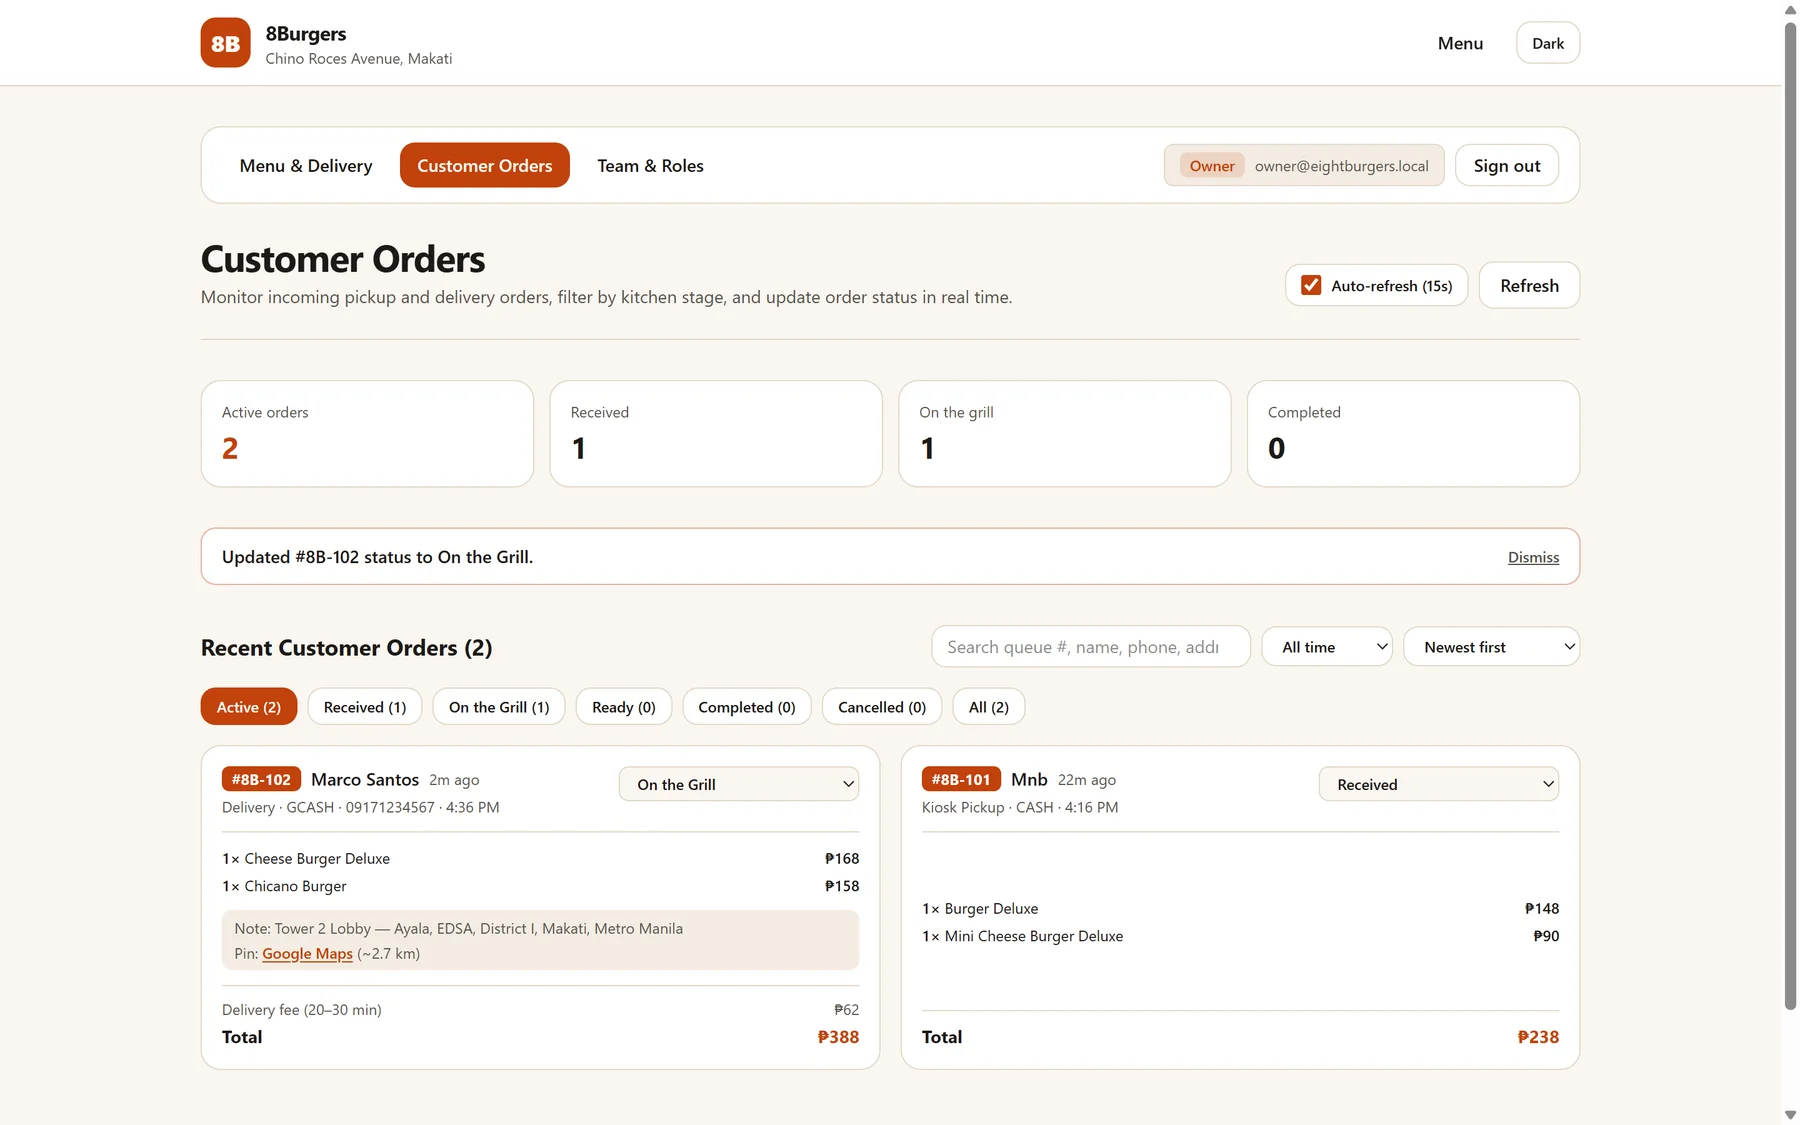 8B
8Burgers
Chino Roces Avenue, Makati
Menu
Dark
Menu & Delivery
Customer Orders
Team & Roles
Owner
owner@eightburgers.local
Sign out
Customer Orders
Monitor incoming pickup and delivery orders, filter by kitchen stage, and update order status in real time.
Auto-refresh (15s)
Refresh
Active orders
2
Received
1
On the grill
1
Completed
0
Updated #8B-102 status to On the Grill.
Dismiss
Recent Customer Orders (2)
Search queue #, name, phone, addı
All time
Newest first
Active (2)
Received (1)
On the Grill (1)
Ready (0)
Completed (0)
Cancelled (0)
All (2)
#8B-102 Marco Santos 2m ago
On the Grill
Delivery · GCASH · 09171234567 · 4:36 PM
1× Cheese Burger Deluxe ₱168
1× Chicano Burger ₱158
Note: Tower 2 Lobby — Ayala, EDSA, District I, Makati, Metro Manila
Pin: Google Maps (~2.7 km)
Delivery fee (20–30 min) ₱62
Total ₱388
#8B-101 Mnb 22m ago
Received
Kiosk Pickup · CASH · 4:16 PM
1× Burger Deluxe ₱148
1× Mini Cheese Burger Deluxe ₱90
Total ₱238